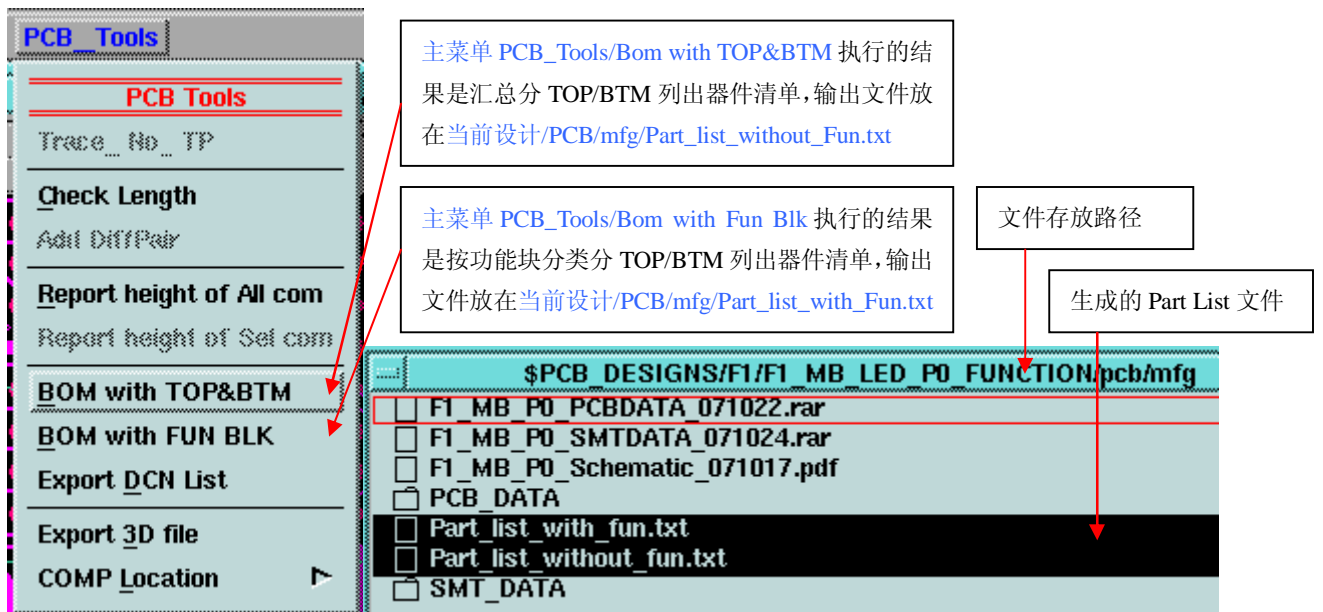 PCB_Tools
PCB Tools
Trace_ No_ TP
Check Length
Add DiffPair
Report height of All com
Report height of Sel com
BOM with TOP&BTM
BOM with FUN BLK
Export DCN List
Export 3D file
COMP Location
主菜单 PCB_Tools/Bom with TOP&BTM 执行的结
果是汇总分 TOP/BTM 列出器件清单,输出文件放
在当前设计/PCB/mfg/Part_list_without_Fun.txt
主菜单 PCB_Tools/Bom with Fun Blk 执行的结果
是按功能块分类分 TOP/BTM 列出器件清单,输出
文件放在当前设计/PCB/mfg/Part_list_with_Fun.txt
文件存放路径
生成的 Part List 文件
$PCB_DESIGNS/F1/F1_MB_LED_P0_FUNCTION/pcb/mfg
F1_MB_P0_PCBDATA_071022.rar
F1_MB_P0_SMTDATA_071024.rar
F1_MB_P0_Schematic_071017.pdf
PCB_DATA
Part_list_with_fun.txt
Part_list_without_fun.txt
SMT_DATA